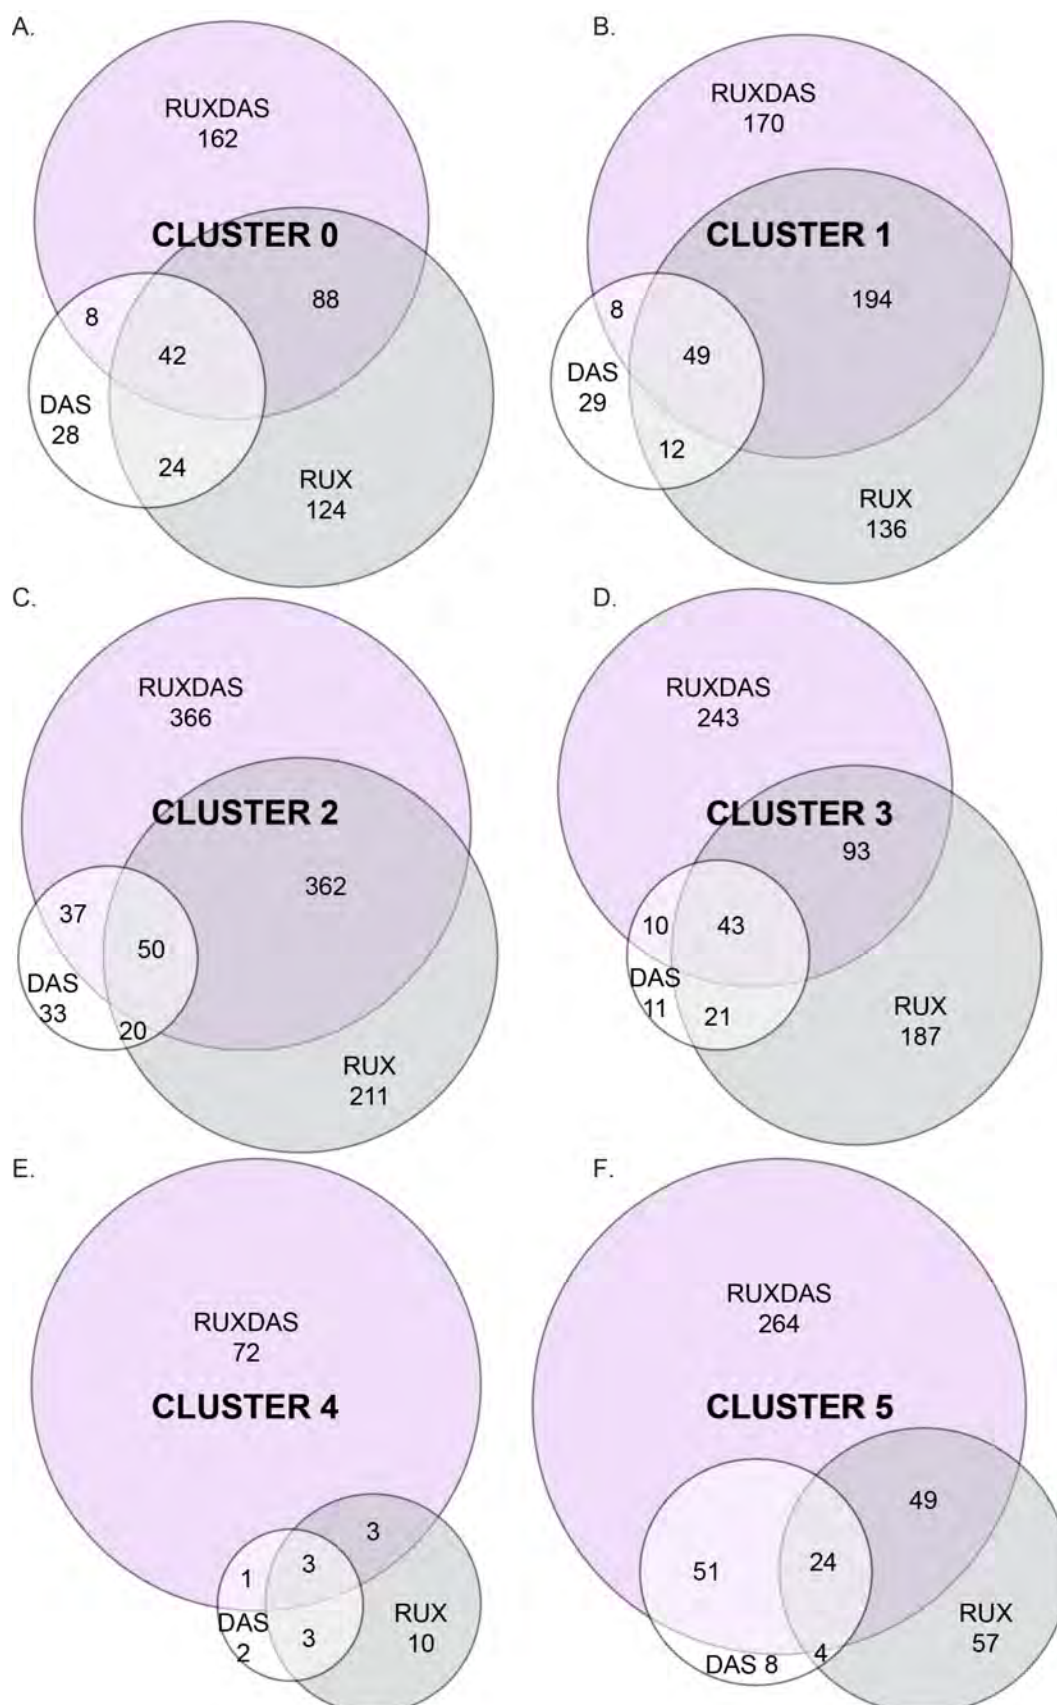 A.
RUXDAS
162
CLUSTER 0
88
8
42
DAS
28
24
RUX
124
B.
RUXDAS
170
CLUSTER 1
194
8
49
DAS
29
12
RUX
136
C.
RUXDAS
366
CLUSTER 2
362
37
50
DAS
33
20
RUX
211
D.
RUXDAS
243
CLUSTER 3
93
10
43
DAS
11
21
RUX
187
E.
RUXDAS
72
CLUSTER 4
3
3
1
DAS
2
3
RUX
10
F.
RUXDAS
264
CLUSTER 5
49
51
24
RUX
57
DAS 8
4